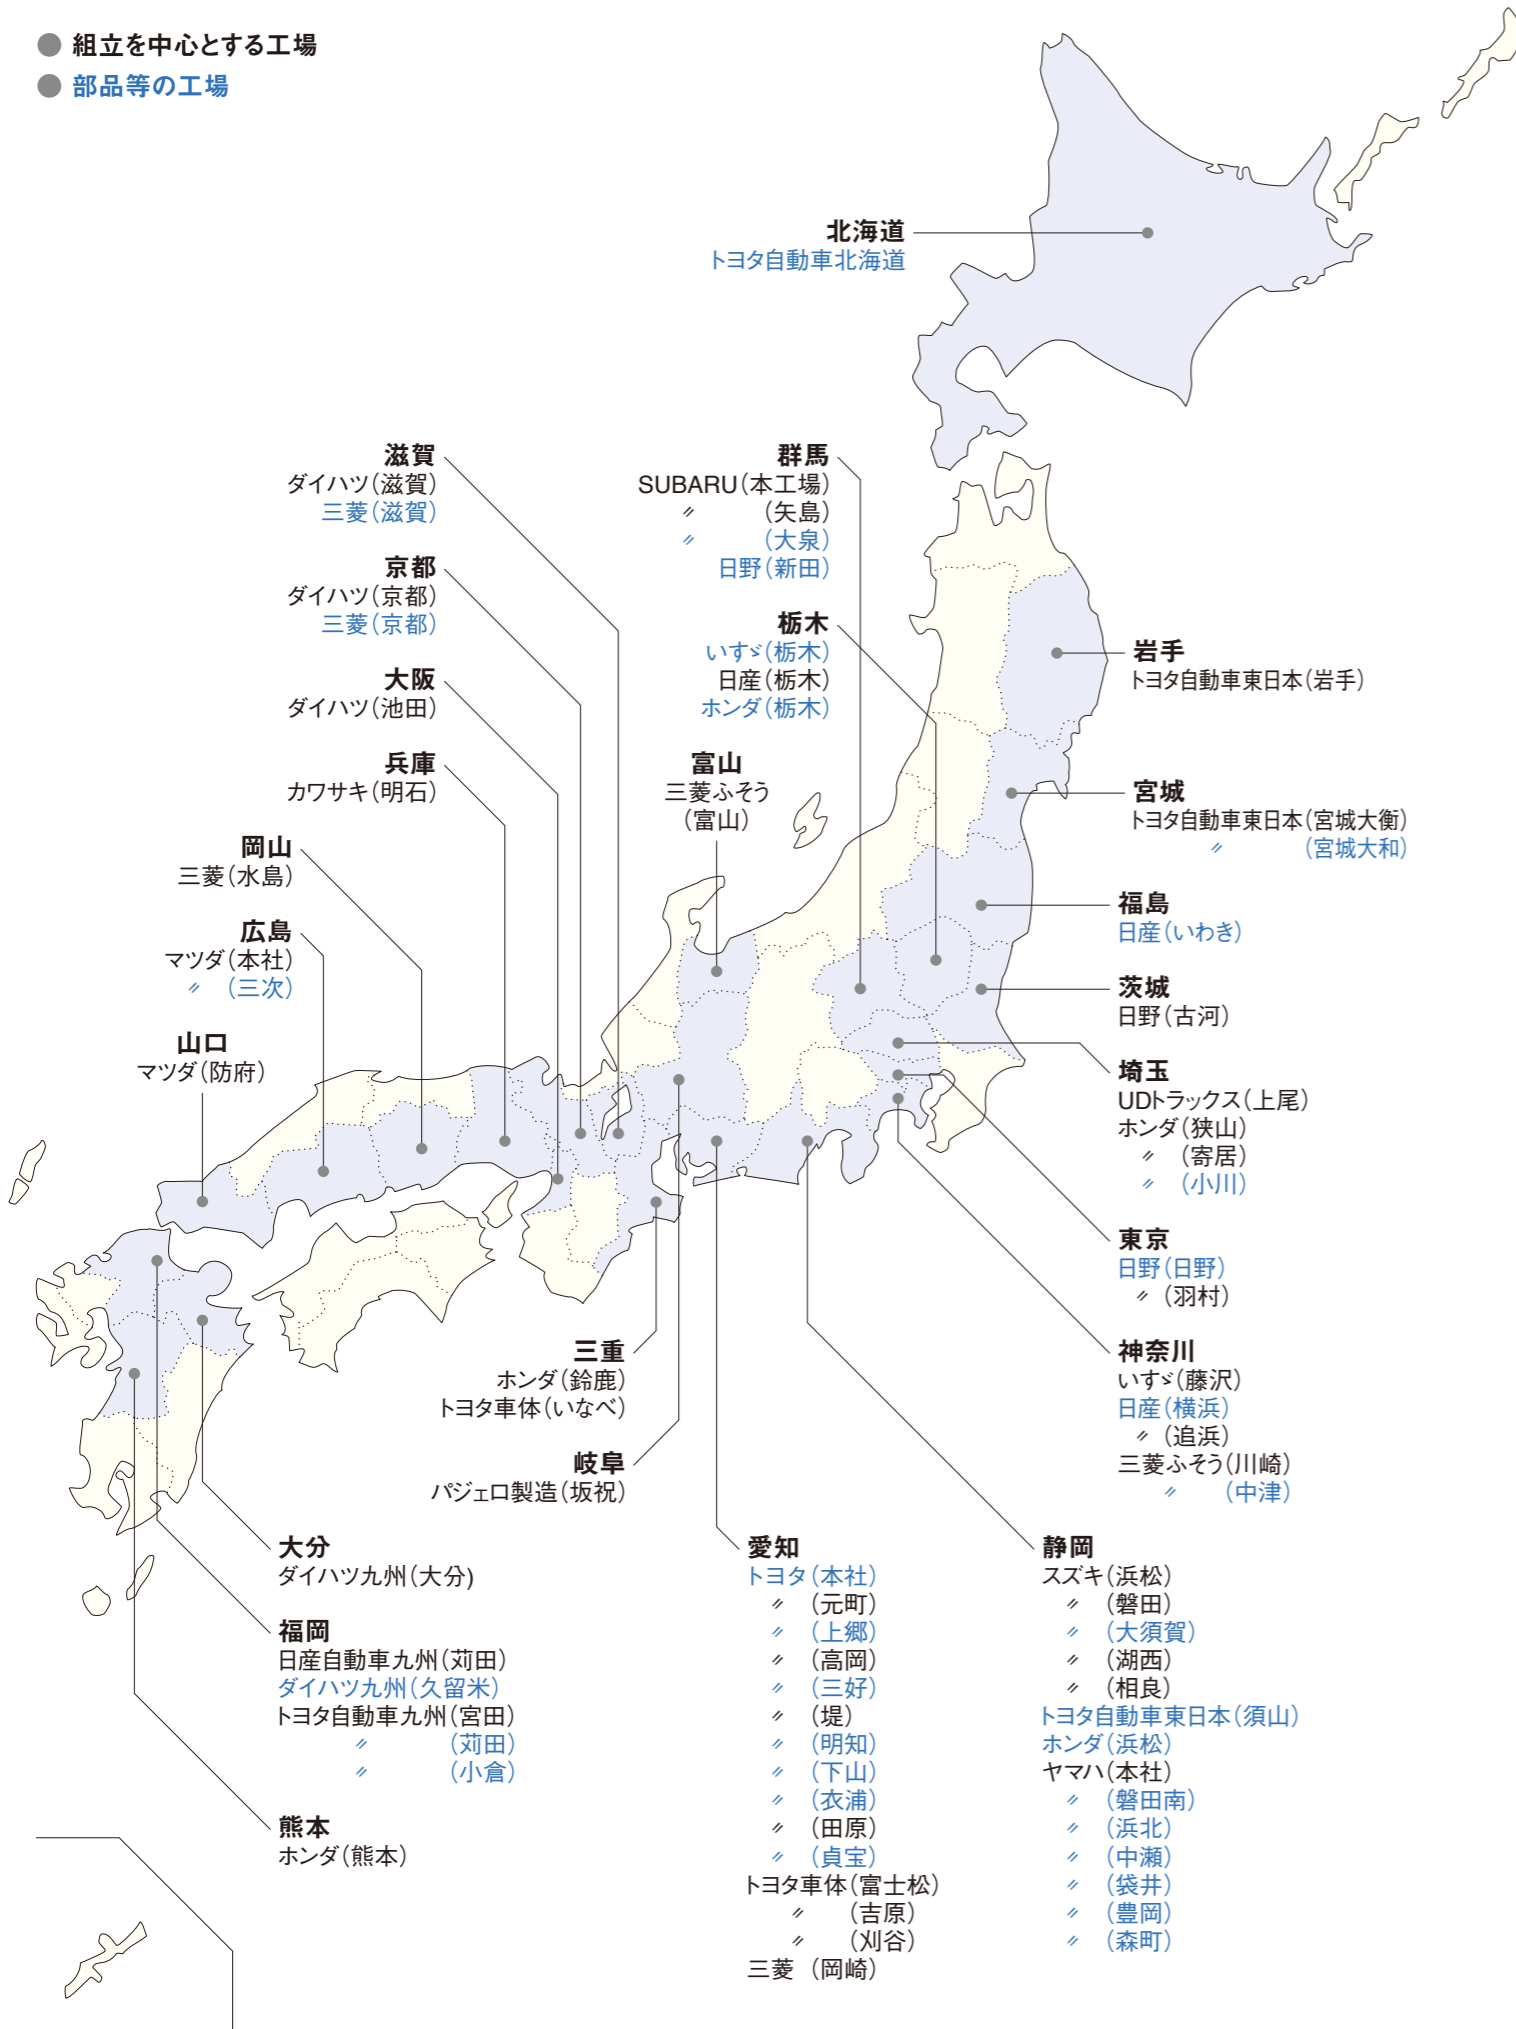 組立を中心とする工場
部品等の工場
北海道
トヨタ自動車北海道
滋賀
ダイハツ（滋賀）
三菱（滋賀）
京都
ダイハツ（京都）
三菱（京都）
大阪
ダイハツ（池田）
兵庫
カワサキ（明石）
岡山
三菱（水島）
広島
マツダ（本社）
〃（三次）
山口
マツダ（防府）
群馬
SUBARU（本工場）
〃（矢島）
〃（大泉）
日野（新田）
栃木
いすゞ（栃木）
日産（栃木）
ホンダ（栃木）
富山
三菱ふそう
（富山）
岩手
トヨタ自動車東日本（岩手）
宮城
トヨタ自動車東日本（宮城大衡）
〃（宮城大和）
福島
日産（いわき）
茨城
日野（古河）
埼玉
UDトラックス（上尾）
ホンダ（狭山）
〃（寄居）
〃（小川）
東京
日野（日野）
〃（羽村）
神奈川
いすゞ（藤沢）
日産（横浜）
〃（追浜）
三菱ふそう（川崎）
〃（中津）
三重
ホンダ（鈴鹿）
トヨタ車体（いなべ）
岐阜
パジェロ製造（坂祝）
大分
ダイハツ九州（大分)
福岡
日産自動車九州（苅田）
ダイハツ九州（久留米）
トヨタ自動車九州（宮田）
〃（苅田）
〃（小倉）
熊本
ホンダ（熊本）
愛知
トヨタ（本社）
〃（元町）
〃（上郷）
〃（高岡）
〃（三好）
〃（堤）
〃（明知）
〃（下山）
〃（衣浦）
〃（田原）
〃（貞宝）
トヨタ車体（富士松）
〃（吉原）
〃（刈谷）
三菱（岡崎）
静岡
スズキ（浜松）
〃（磐田）
〃（大須賀）
〃（湖西）
〃（相良）
トヨタ自動車東日本（須山）
ホンダ（浜松）
ヤマハ（本社）
〃（磐田南）
〃（浜北）
〃（中瀬）
〃（袋井）
〃（豊岡）
〃（森町）